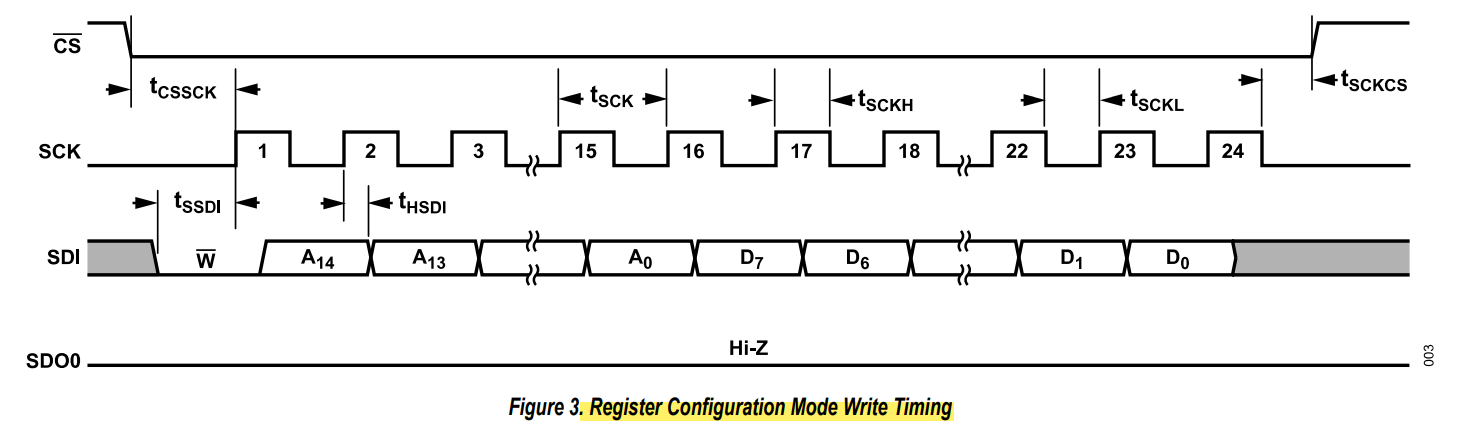 CS
tCSSCK
tSCK
tSCKH
tSCKL
tSCKCS
SCK 1 2 3 15 16 17 18 22 23 24
tSSDI
tHSDI
SDI W A14 A13 A0 D7 D6 D1 D0
Hi-Z
SDO0
003
Figure 3. Register Configuration Mode Write Timing